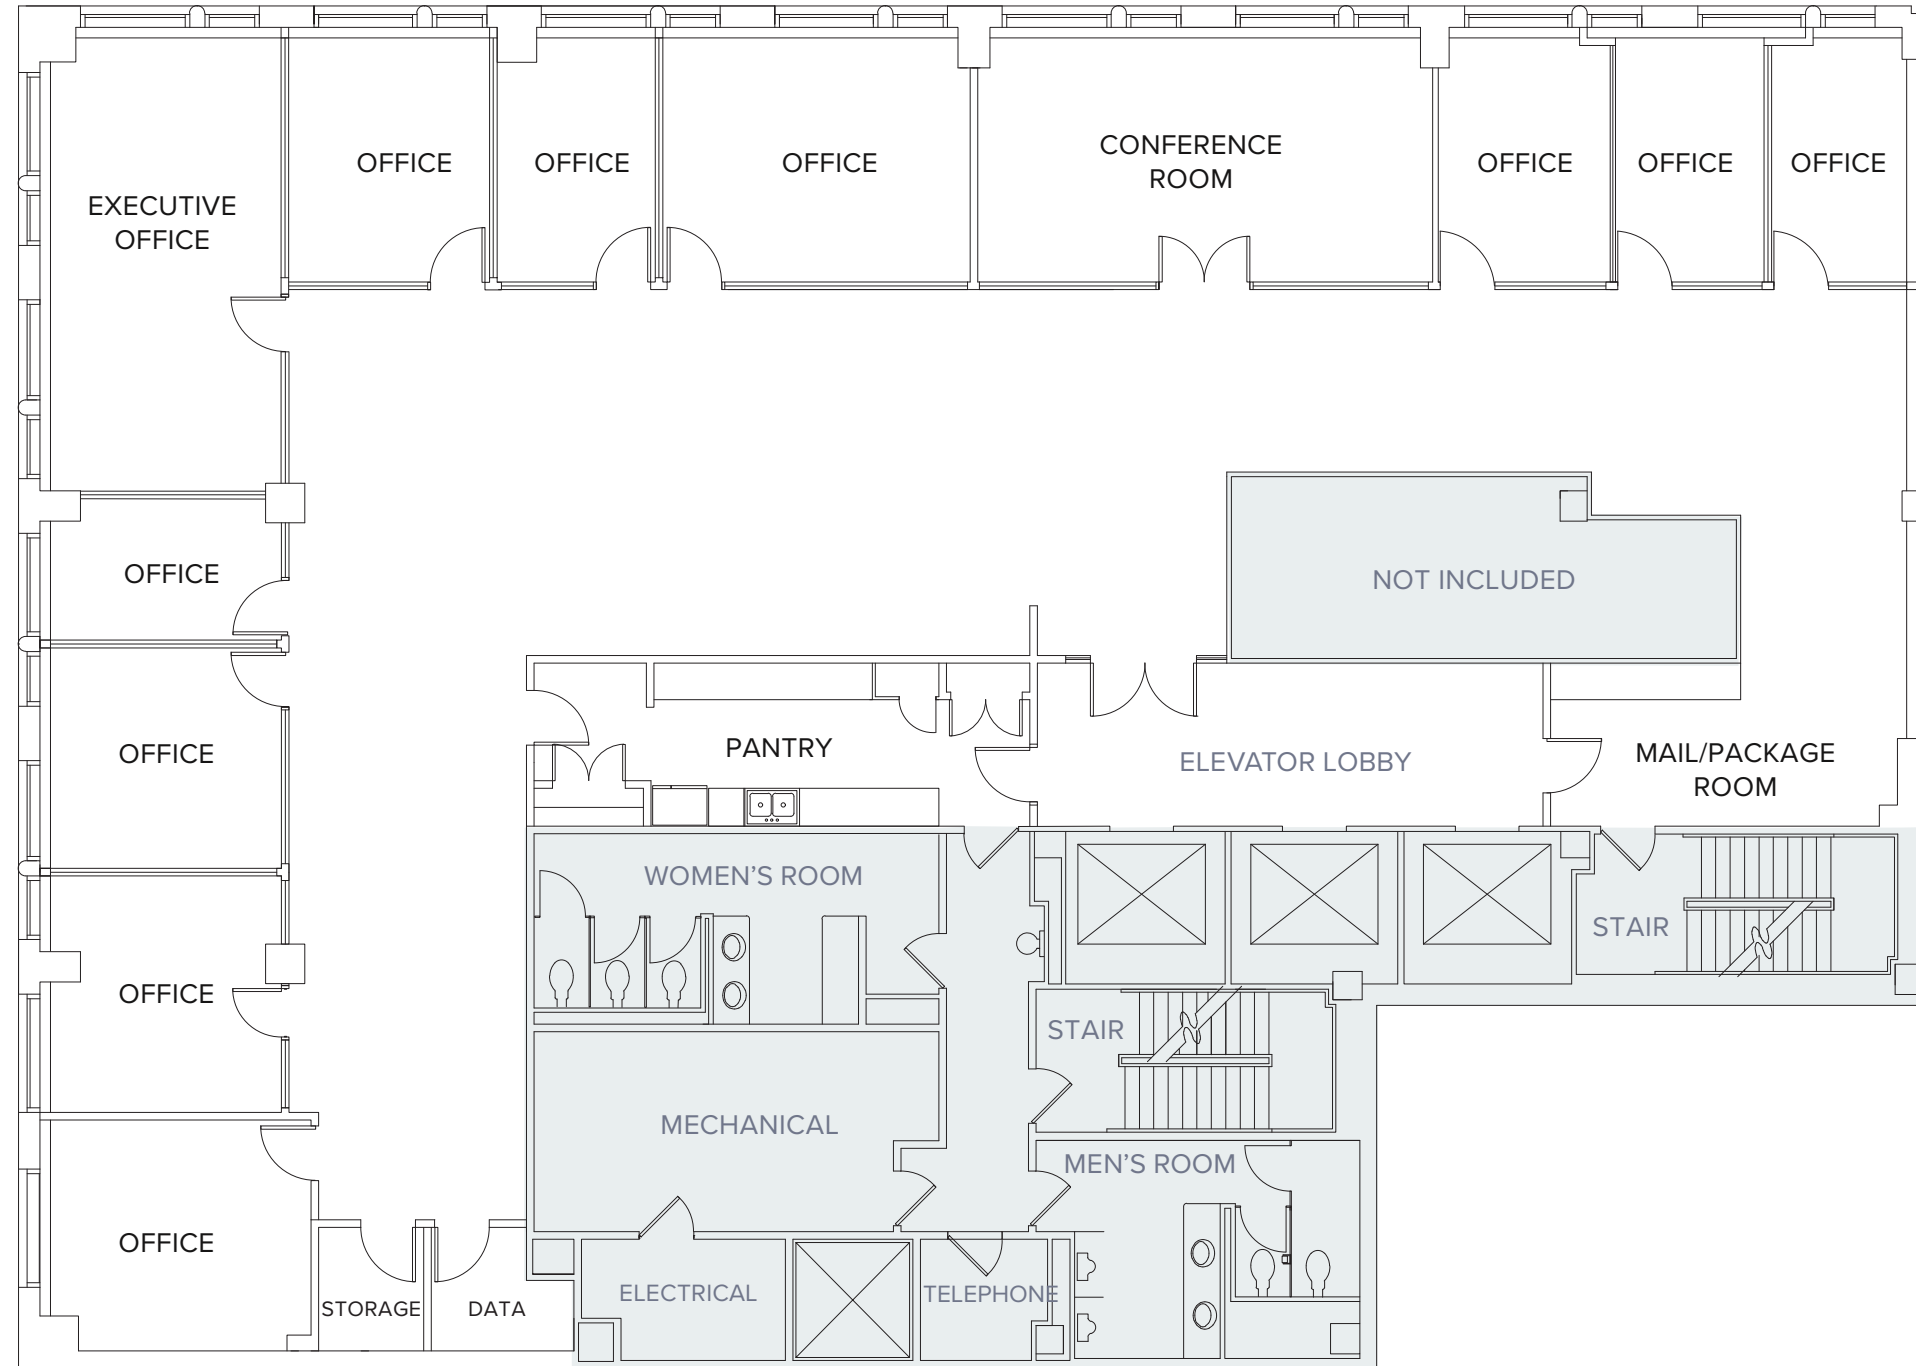 CONFERENCE
ROOM
OFFICE
OFFICE
OFFICE
OFFICE
OFFICE
OFFICE
EXECUTIVE
OFFICE
OFFICE
NOT INCLUDED
OFFICE
PANTRY
ELEVATOR LOBBY
MAIL/PACKAGE
ROOM
WOMEN’S ROOM
STAIR
OFFICE
STAIR
MECHANICAL
MEN’S ROOM
OFFICE
ELECTRICAL
TELEPHONE
STORAGE
DATA